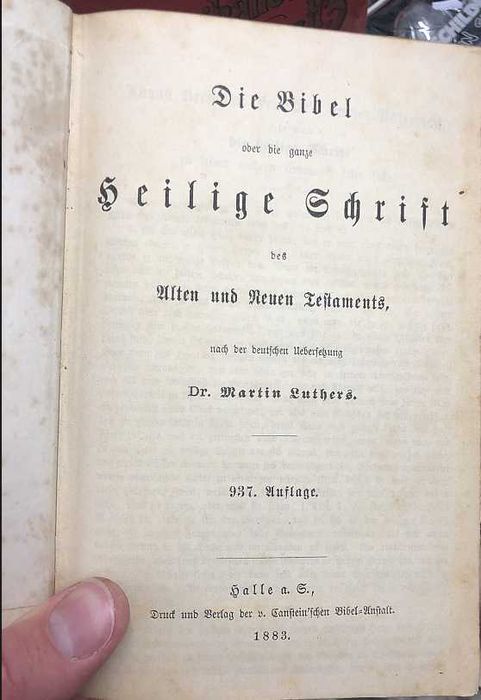 Die Bibel
oder die ganze
Heilige Schrift
des
Alten und Neuen Testaments,
nach der deutschen Uebersetzung
Dr. Martin Luthers.
937. Auflage.
Halle a. S.,
Druck und Verlag der v. Canstein'schen Bibel-Anstalt.
1883.